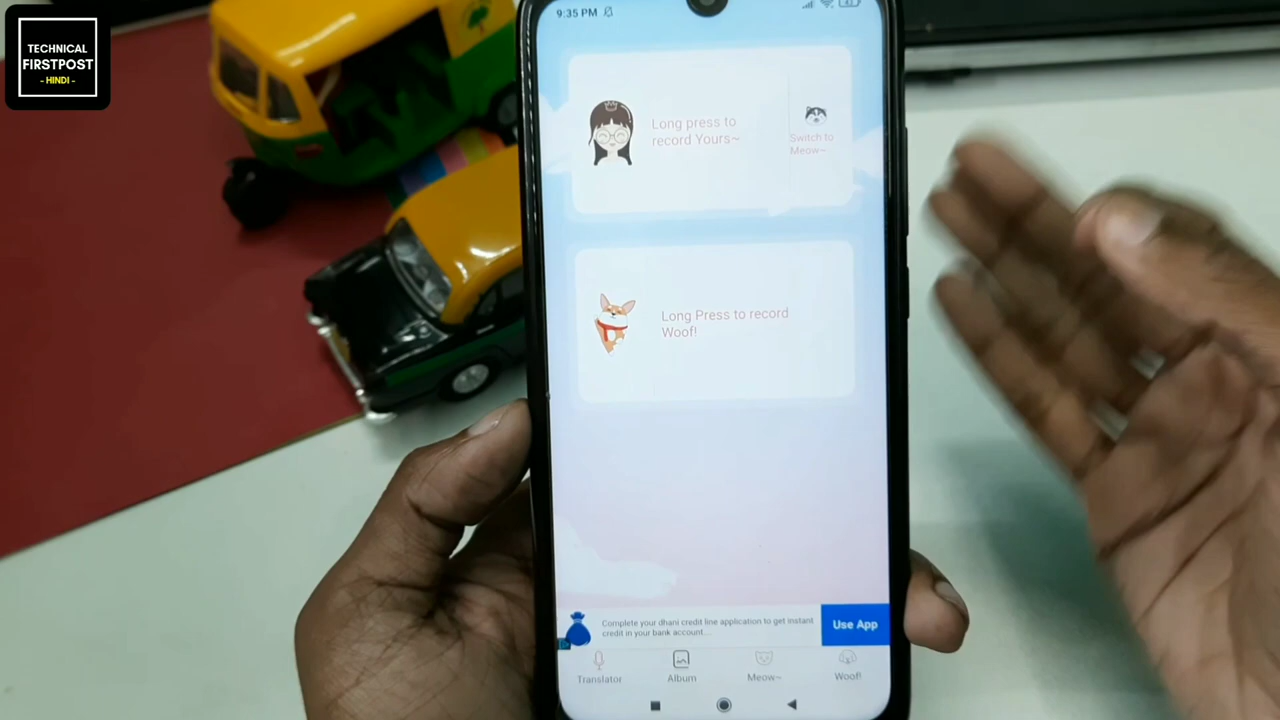 TECHNICAL
FIRSTPOST
- HINDI -
9:35 PM
Long press to
record Yours~
Switch to
Meow~
Long Press to record
Woof!
Complete your dhani credit line application to get instant
credit in your bank account...
Use App
Translator
Album
Meow~
Woof!